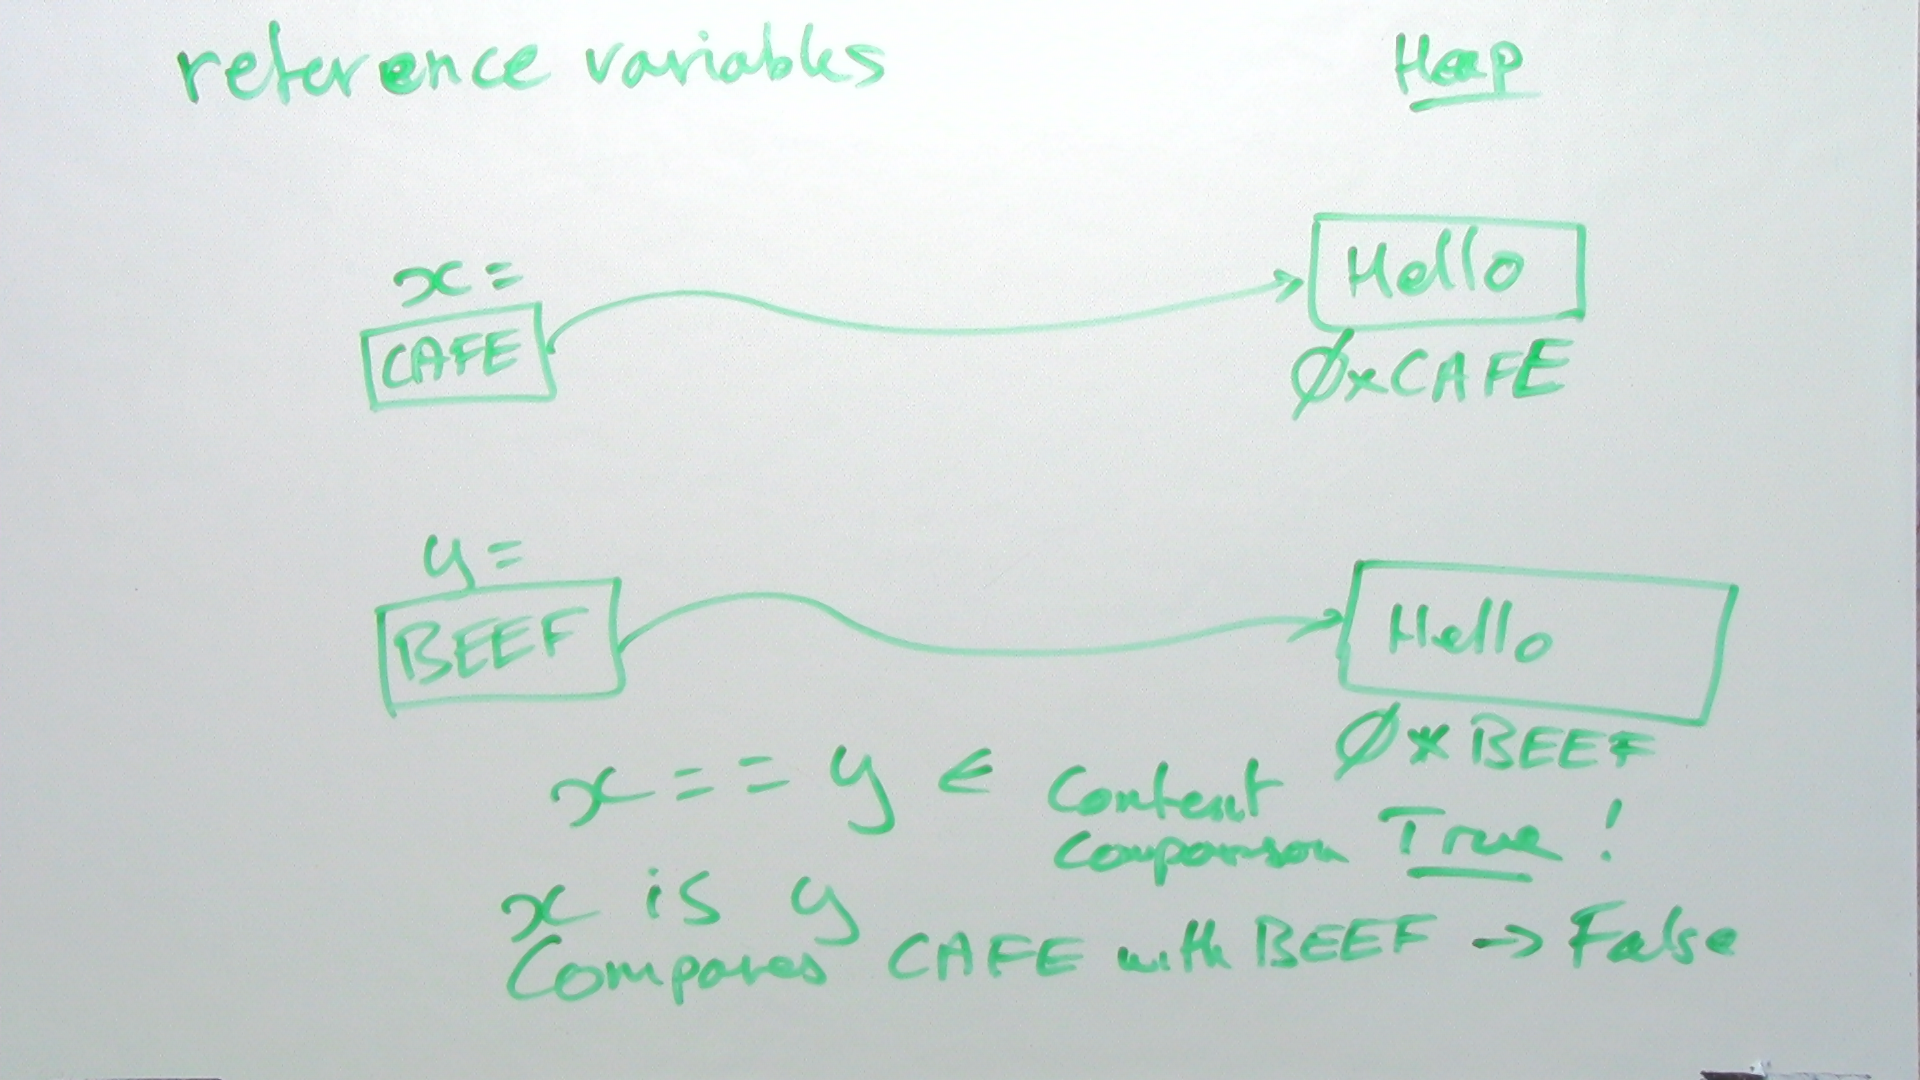 reference variables Heap
x =
CAFE
Hello
0xCAFE
y =
BEEF
Hello
0xBEEF
x == y ← Content
Comparison True !
x is y
Compares CAFE with BEEF → False